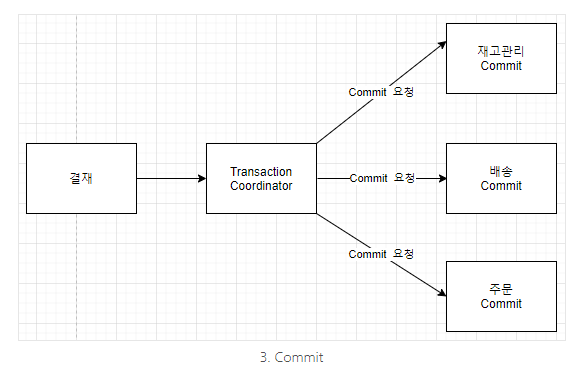 재고관리
Commit
Commit 요청
결재
Transaction
Coordinator
Commit 요청
배송
Commit
Commit 요청
주문
Commit
3. Commit